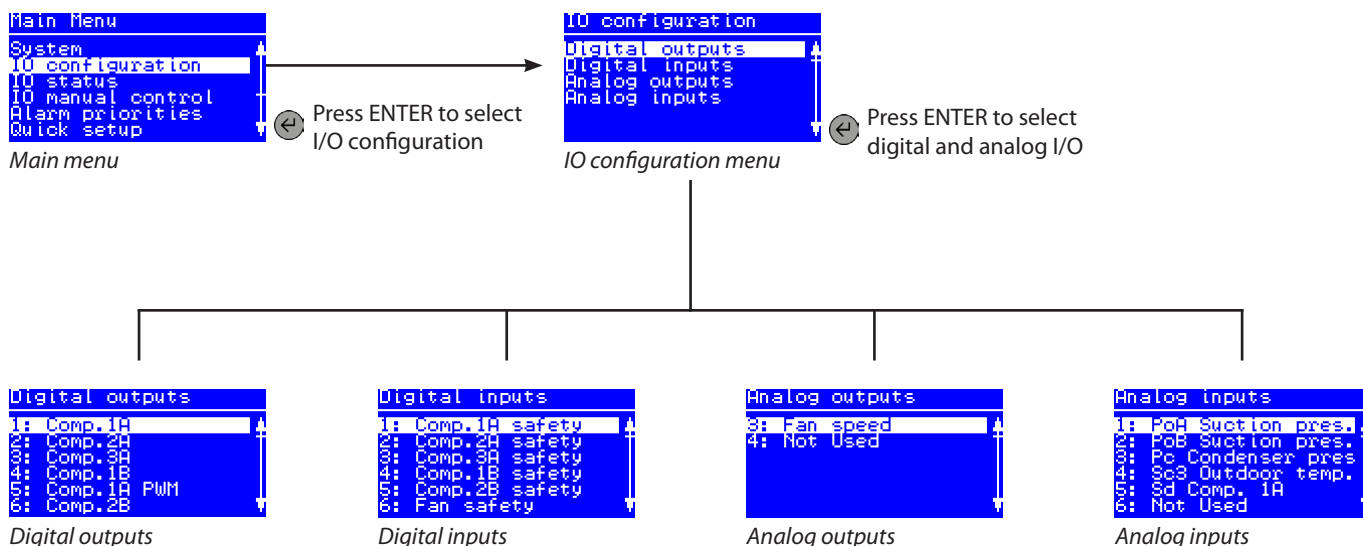 Main Menu
System
IO configuration
IO status
IO manual control
Alarm priorities
Quick setup
Main menu
Press ENTER to select
I/O configuration
IO configuration
Digital outputs
Digital inputs
Analog outputs
Analog inputs
IO configuration menu
Press ENTER to select
digital and analog I/O
Digital outputs
1: Comp.1A
2: Comp.2A
3: Comp.3A
4: Comp.1B
5: Comp.1A PWM
6: Comp.2B
Digital outputs
Digital inputs
1: Comp.1A safety
2: Comp.2A safety
3: Comp.3A safety
4: Comp.1B safety
5: Comp.2B safety
6: Fan safety
Digital inputs
Analog outputs
3: Fan speed
4: Not Used
Analog outputs
Analog inputs
1: PoA Suction pres.
2: PoB Suction pres.
3: Pc Condenser pres
4: Sc3 Outdoor temp.
5: Sd Comp. 1A
6: Not Used
Analog inputs